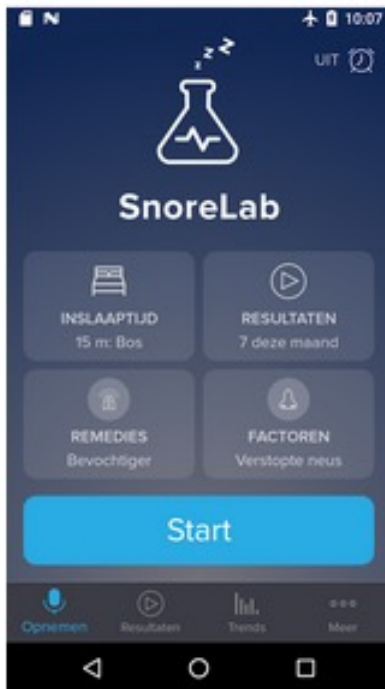 10:07
UIT
z z z
SnoreLab
INSLAAPTIJD
15 m: Bos
RESULTATEN
7 deze maand
REMEDIES
Bevochtiger
FACTOREN
Verstopte neus
Start
Opnemen
Resultaten
Trends
Meer